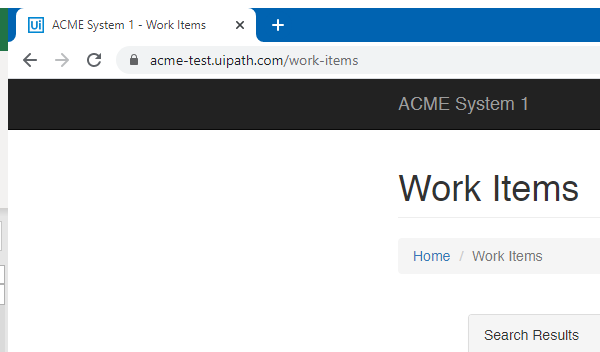 Ui ACME System 1 - Work Items
acme-test.uipath.com/work-items
ACME System 1
Work Items
Home / Work Items
Search Results